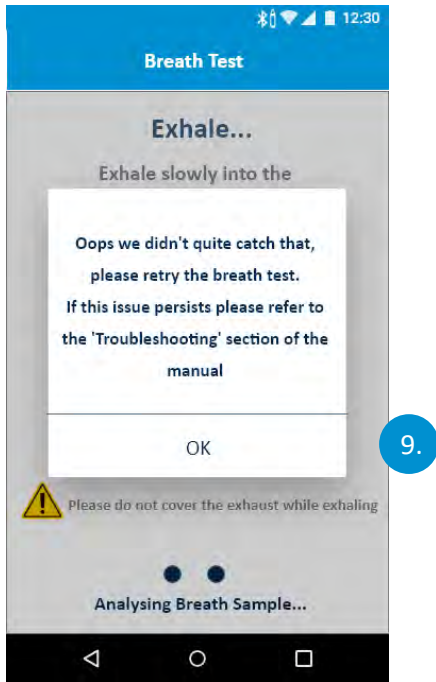 12:30
Breath Test
Exhale...
Exhale slowly into the
Oops we didn't quite catch that,
please retry the breath test.
If this issue persists please refer to
the 'Troubleshooting' section of the
manual
OK
9.
Please do not cover the exhaust while exhaling
Analysing Breath Sample...